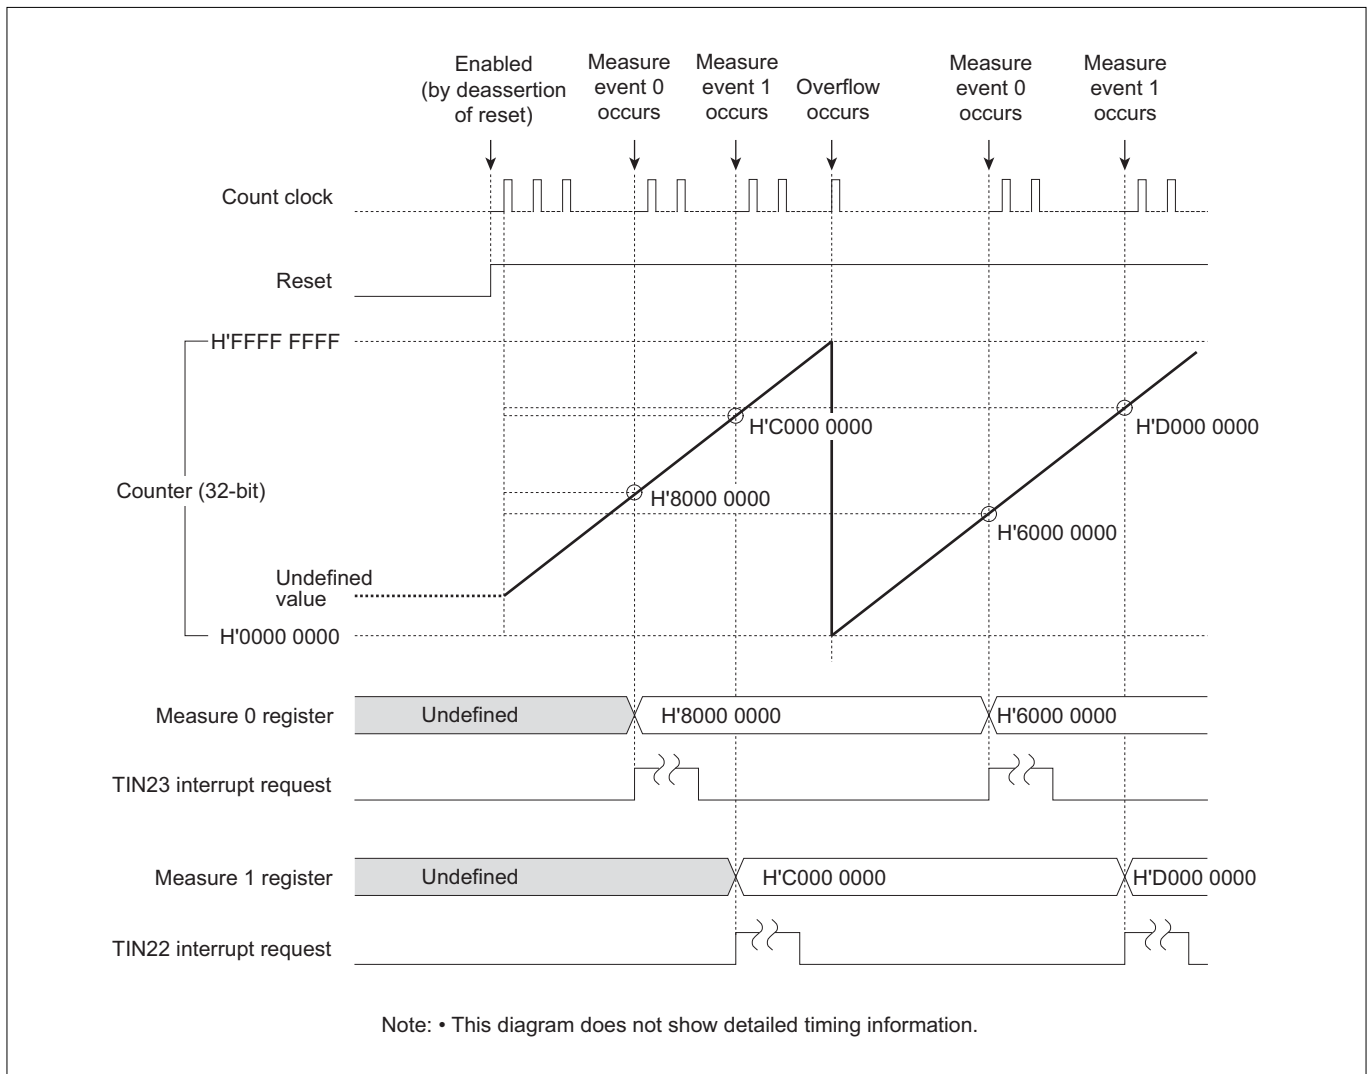 Enabled
(by deassertion
of reset)
Measure
event 0
occurs
Measure
event 1
occurs
Overflow
occurs
Measure
event 0
occurs
Measure
event 1
occurs
Count clock
Reset
H'FFFF FFFF
H'C000 0000
H'D000 0000
Counter (32-bit)
H'8000 0000
H'6000 0000
Undefined
value
H'0000 0000
Measure 0 register
Undefined
H'8000 0000
H'6000 0000
TIN23 interrupt request
Measure 1 register
Undefined
H'C000 0000
H'D000 0000
TIN22 interrupt request
Note: • This diagram does not show detailed timing information.